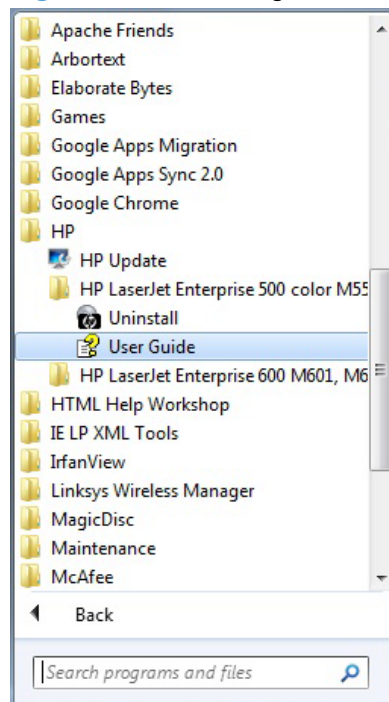 Apache Friends
Arbortext
Elaborate Bytes
Games
Google Apps Migration
Google Apps Sync 2.0
Google Chrome
HP
HP Update
HP LaserJet Enterprise 500 color M55
Uninstall
User Guide
HP LaserJet Enterprise 600 M601, M6
HTML Help Workshop
IE LP XML Tools
IrfanView
Linksys Wireless Manager
MagicDisc
Maintenance
McAfee
Back
Search programs and files